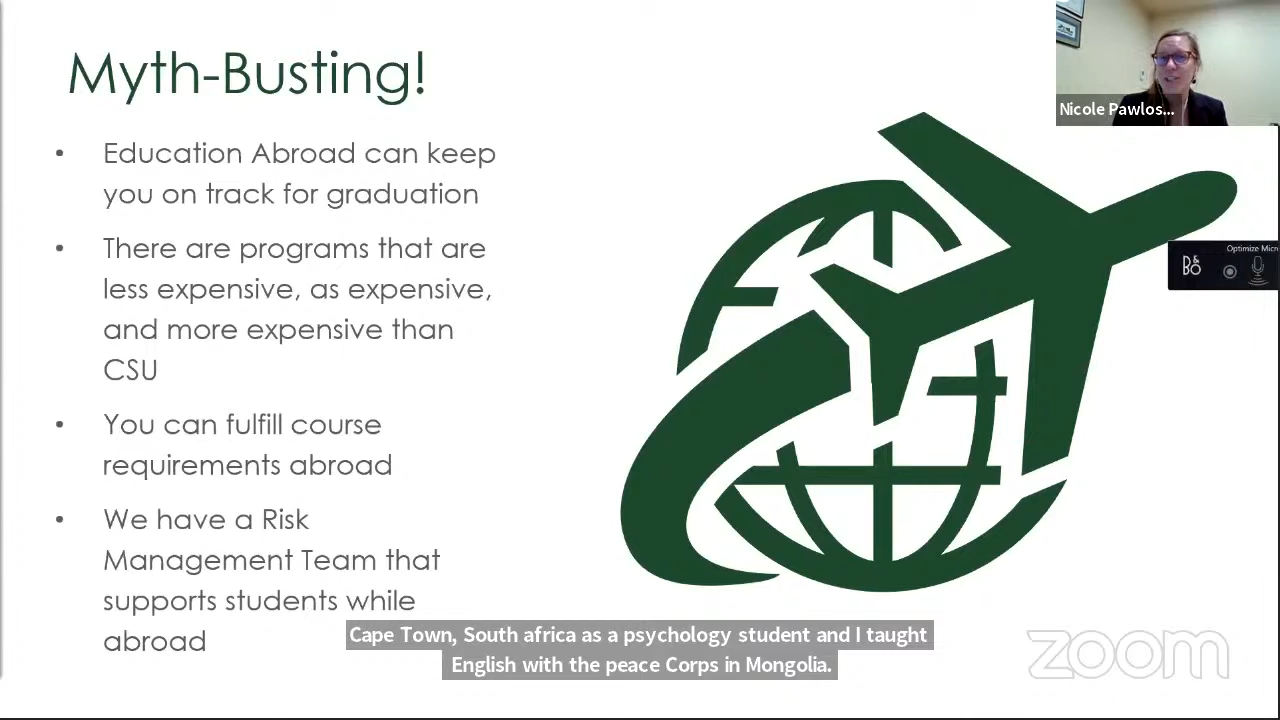 Myth-Busting!
• Education Abroad can keep
you on track for graduation
• There are programs that are
less expensive, as expensive,
and more expensive than
CSU
• You can fulfill course
requirements abroad
• We have a Risk
Management Team that
supports students while
abroad
Nicole Pawlos...
Optimize Micr
B&O
Cape Town, South africa as a psychology student and I taught
English with the peace Corps in Mongolia.
zoom